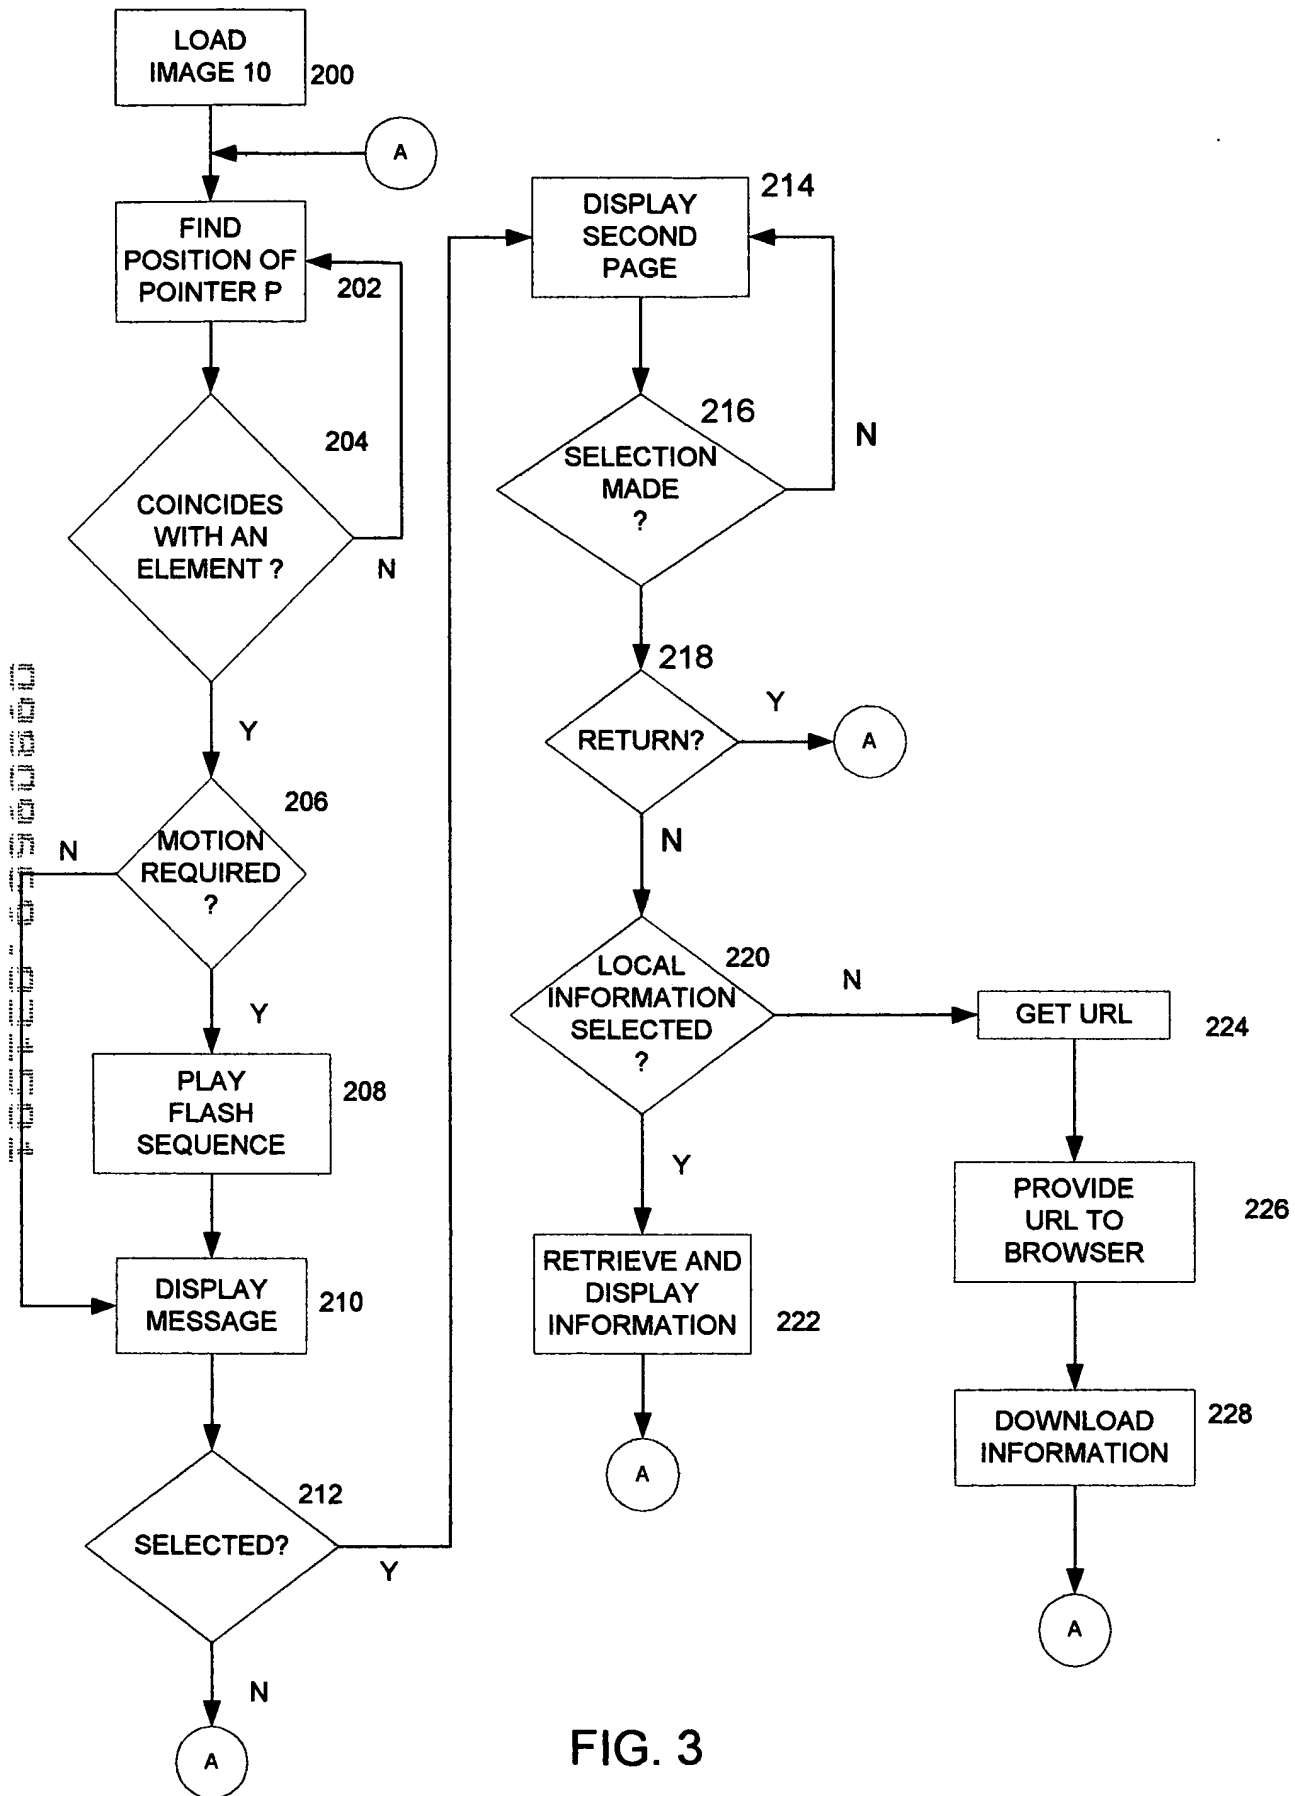 LOAD
IMAGE 10
200
A
FIND
POSITION OF
POINTER P
202
204
COINCIDES
WITH AN
ELEMENT ?
N
Y
206
MOTION
REQUIRED
?
N
Y
PLAY
FLASH
SEQUENCE
208
DISPLAY
MESSAGE
210
212
SELECTED?
Y
N
A
214
DISPLAY
SECOND
PAGE
216
SELECTION
MADE
?
N
218
RETURN?
Y
A
N
220
LOCAL
INFORMATION
SELECTED
?
N
Y
RETRIEVE AND
DISPLAY
INFORMATION
222
A
GET URL
224
PROVIDE
URL TO
BROWSER
226
DOWNLOAD
INFORMATION
228
A
FIG. 3